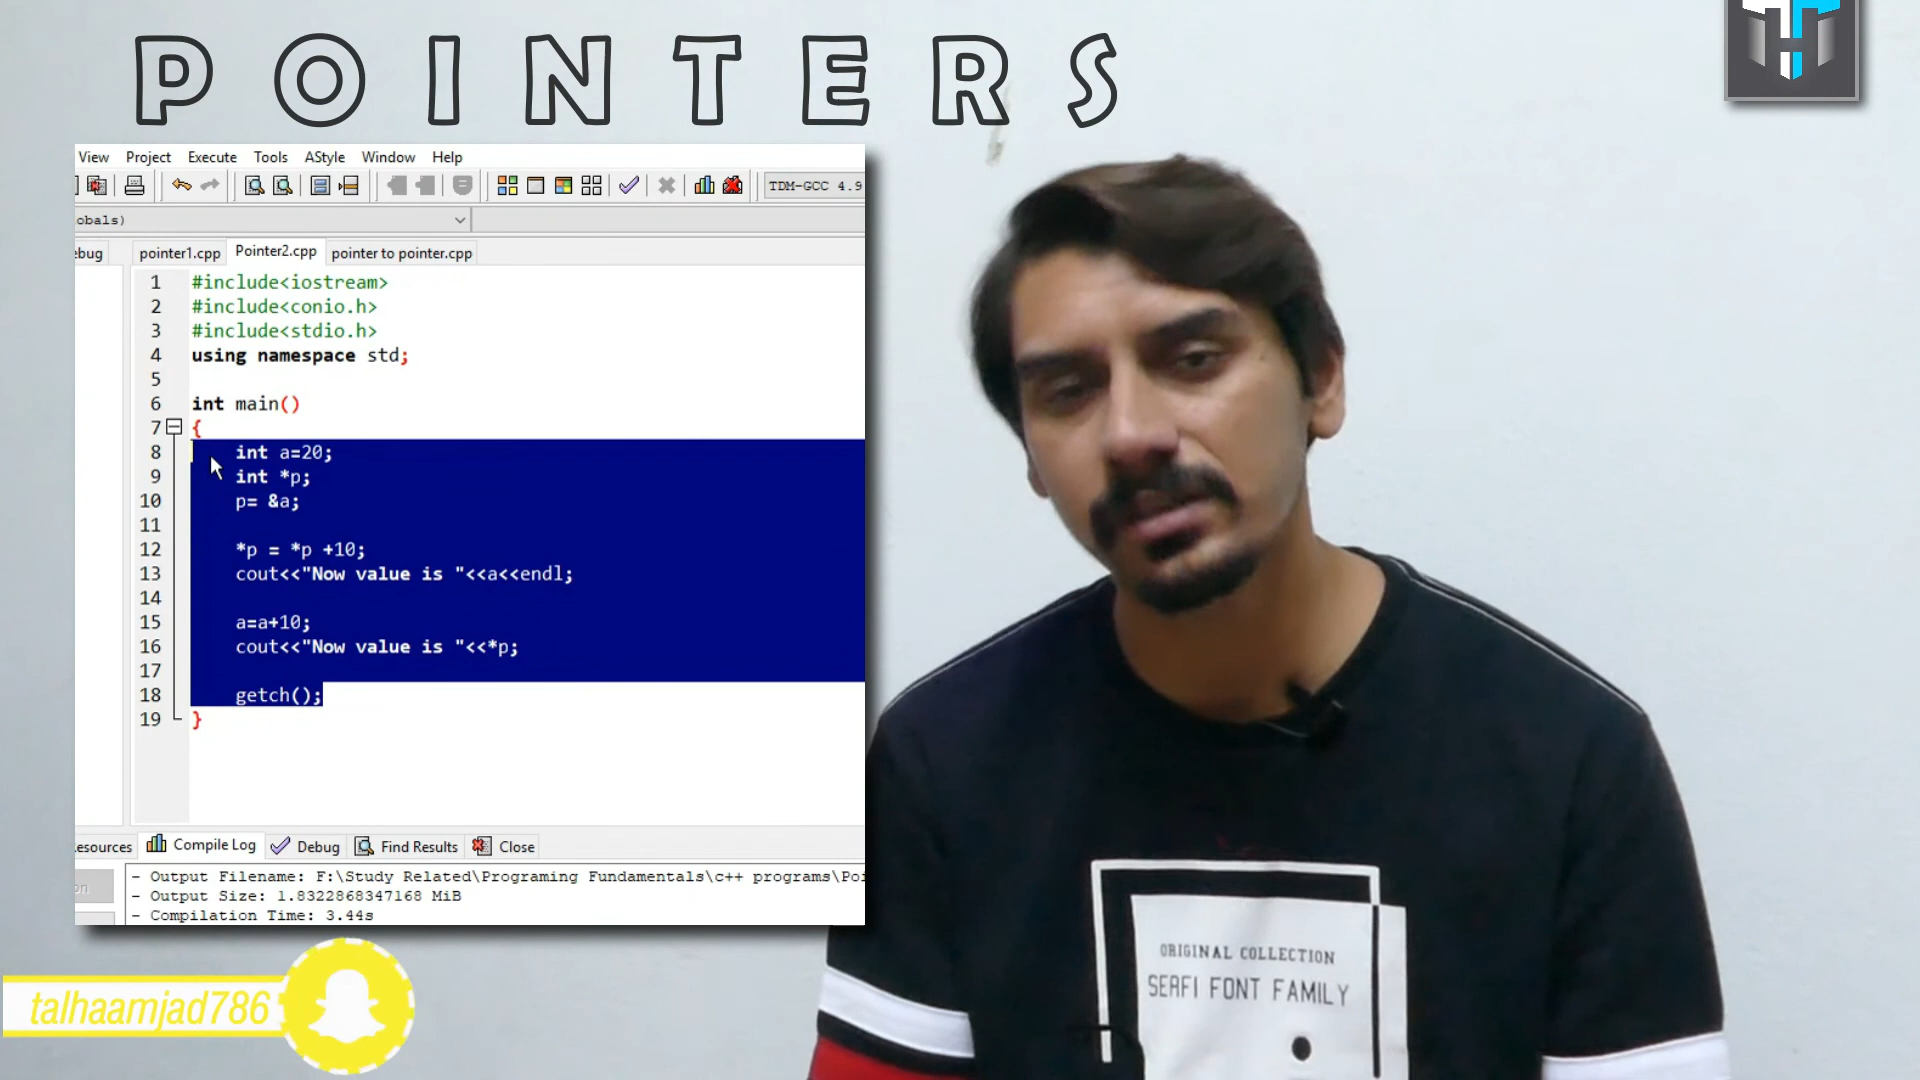 POINTERS
View Project Execute Tools AStyle Window Help
TDM-GCC 4.9
obals)
ebug pointer1.cpp Pointer2.cpp pointer to pointer.cpp
1 #include<iostream>
2 #include<conio.h>
3 #include<stdio.h>
4 using namespace std;
5
6 int main()
7 {
8 int a=20;
9 int *p;
10 p= &a;
11
12 *p = *p +10;
13 cout<<"Now value is "<<a<<endl;
14
15 a=a+10;
16 cout<<"Now value is "<<*p;
17
18 getch();
19 }
esources Compile Log Debug Find Results Close
- Output Filename: F:\Study Related\Programing Fundamentals\c++ programs\Poi
- Output Size: 1.8322868347168 MiB
- Compilation Time: 3.44s
talhaamjad786
ORIGINAL COLLECTION
SERFI FONT FAMILY